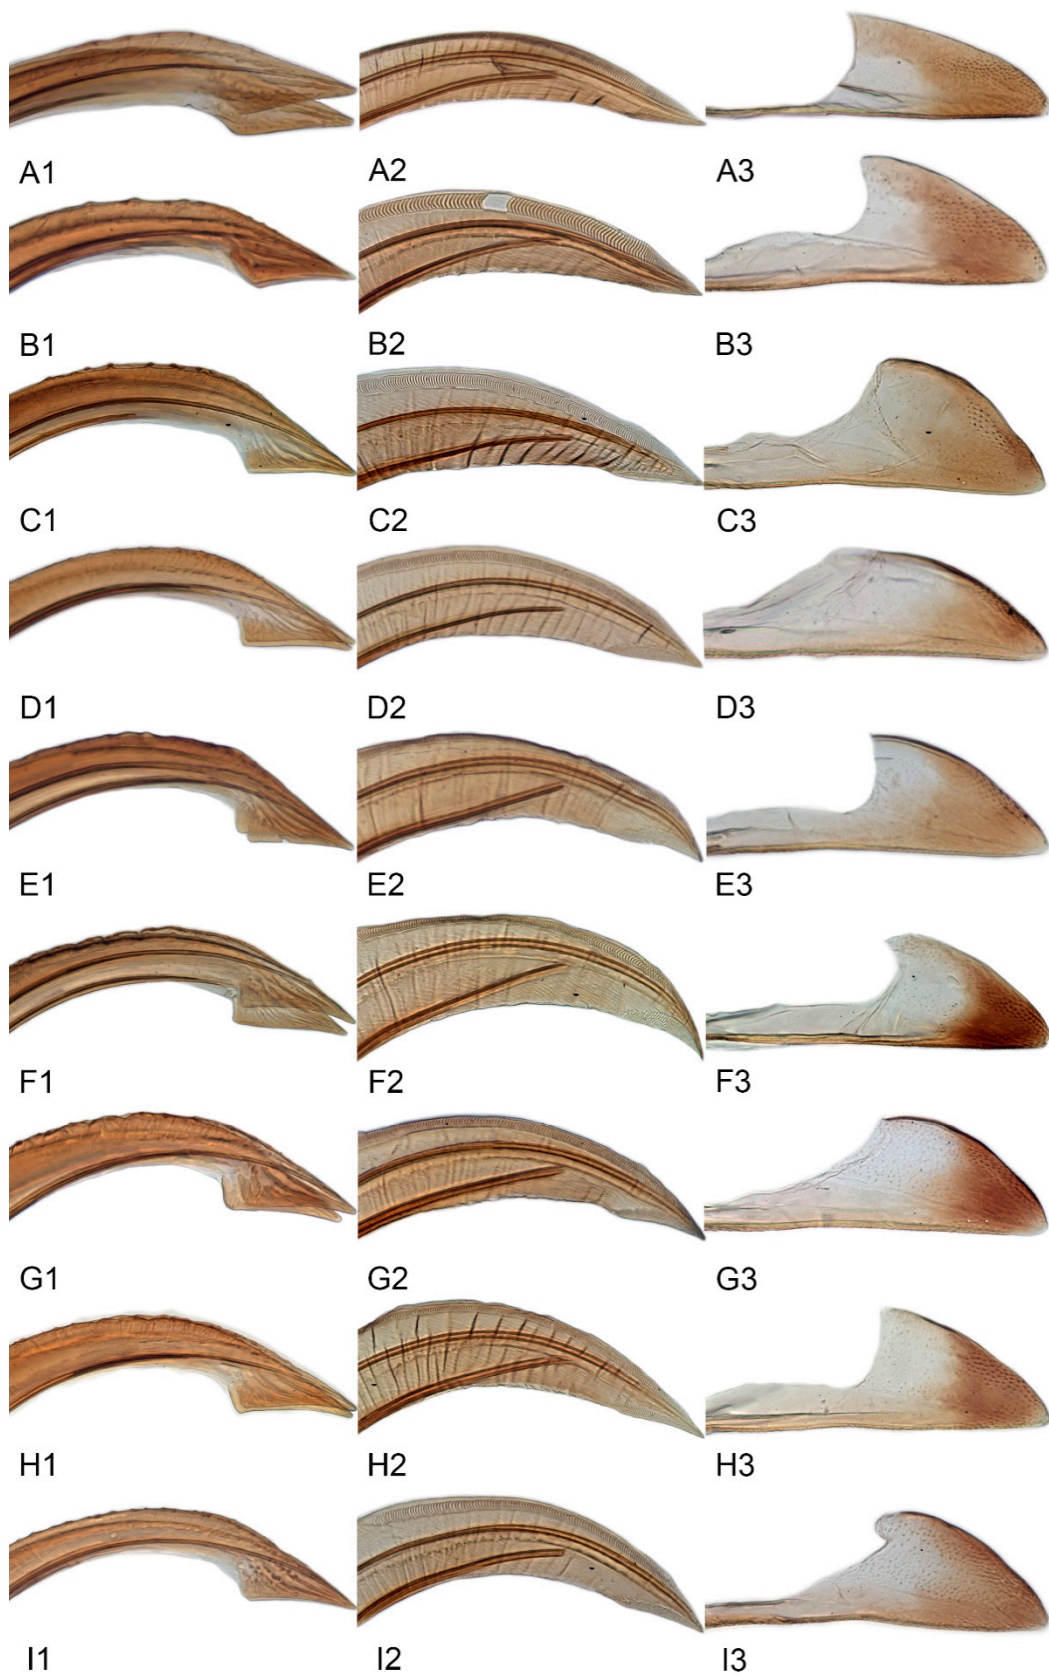 A1 A2 A3
B1 B2 B3
C1 C2 C3
D1 D2 D3
E1 E2 E3
F1 F2 F3
G1 G2 G3
H1 H2 H3
I1 I2 I3